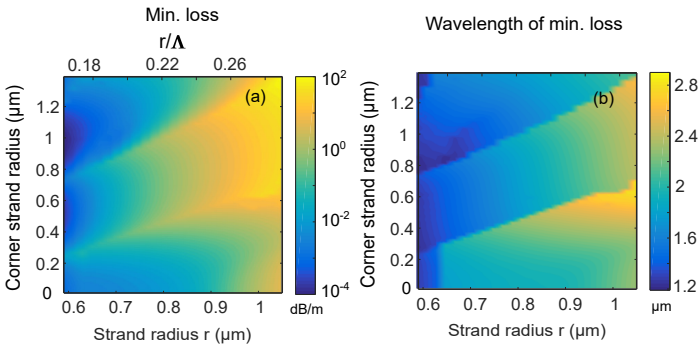 Min. loss
r/Λ
0.18 0.22 0.26
Corner strand radius (μm)
1.2
1
0.8
0.6
0.4
0.2
0
(a)
0.6 0.7 0.8 0.9 1
Strand radius r (μm)
10^2
10^0
10^-2
10^-4
dB/m
Wavelength of min. loss
Corner strand radius (μm)
1.2
1
0.8
0.6
0.4
0.2
0
(b)
0.6 0.7 0.8 0.9 1
Strand radius r (μm)
2.8
2.4
2
1.6
1.2
μm